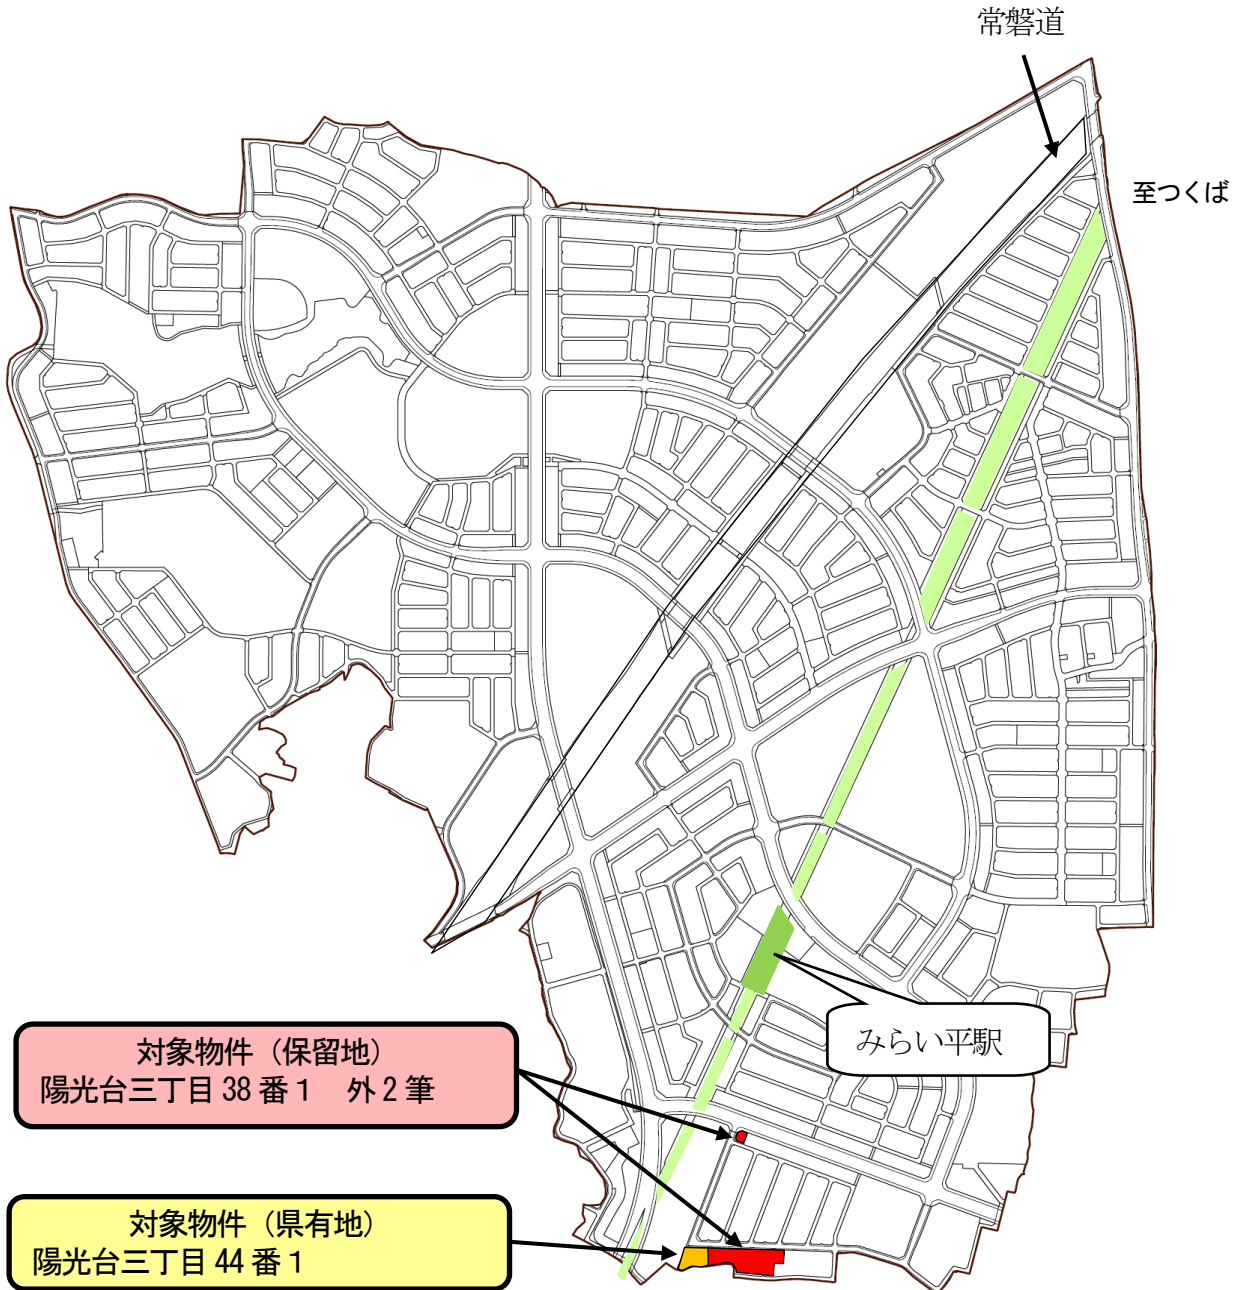 常磐道
至つくば
みらい平駅
対象物件（保留地）
陽光台三丁目 38 番 1　外 2 筆
対象物件（県有地）
陽光台三丁目 44 番 1